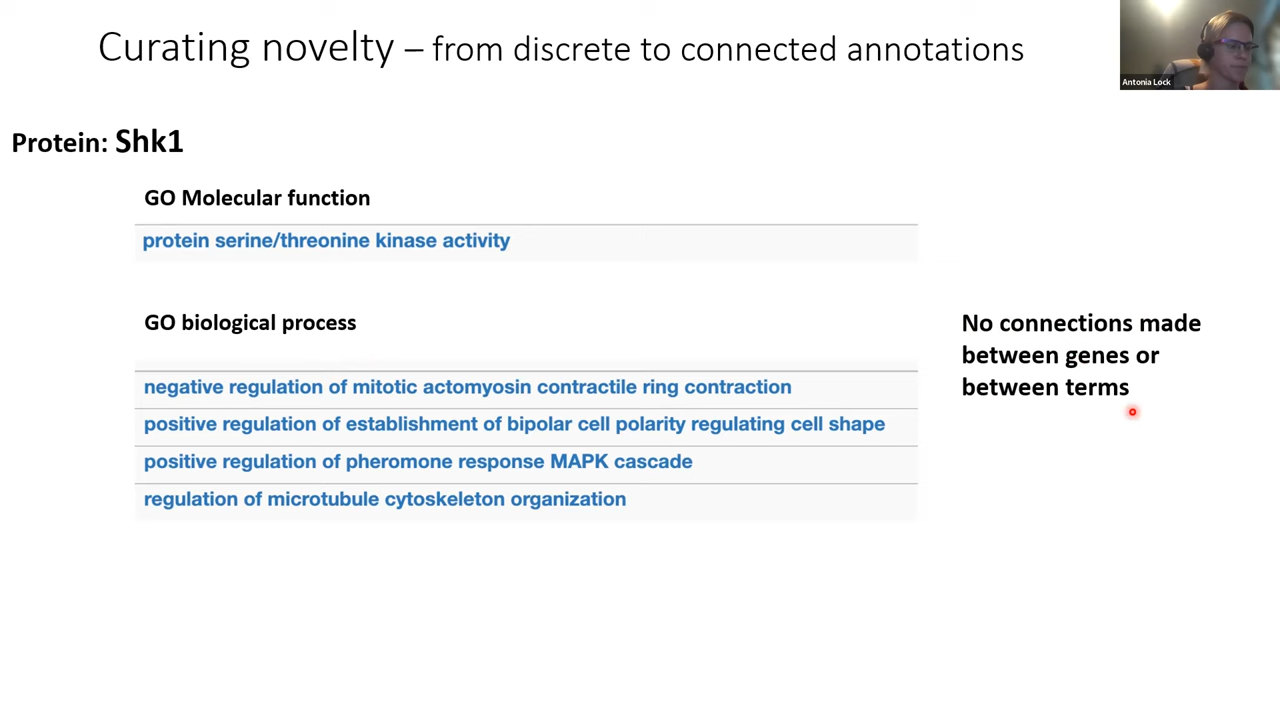 Curating novelty – from discrete to connected annotations
Antonia Lock
Protein: Shk1
GO Molecular function
protein serine/threonine kinase activity
GO biological process
negative regulation of mitotic actomyosin contractile ring contraction
positive regulation of establishment of bipolar cell polarity regulating cell shape
positive regulation of pheromone response MAPK cascade
regulation of microtubule cytoskeleton organization
No connections made
between genes or
between terms